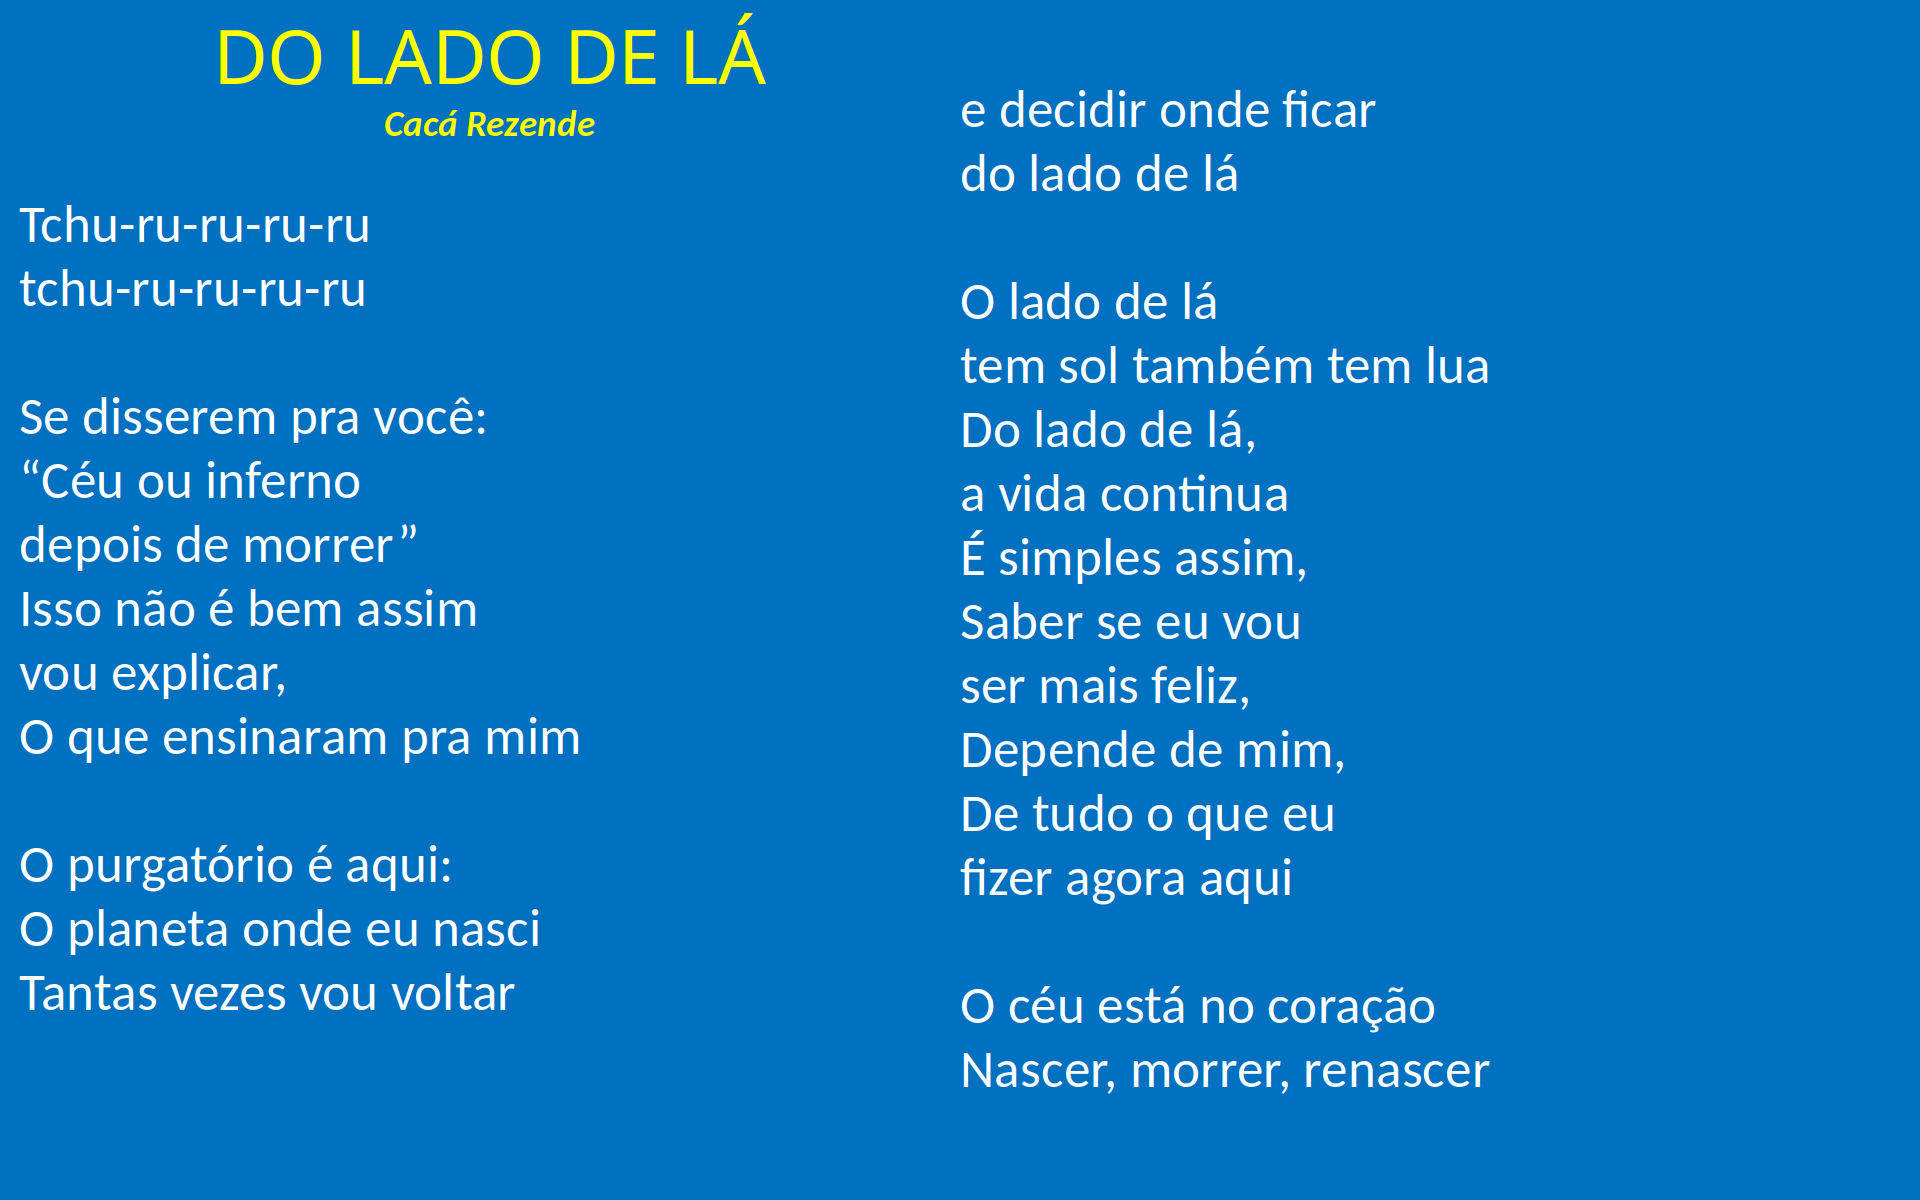 DO LADO DE LÁ
Cacá Rezende
Tchu-ru-ru-ru-ru
tchu-ru-ru-ru-ru
Se disserem pra você:
“Céu ou inferno
depois de morrer”
Isso não é bem assim
vou explicar,
O que ensinaram pra mim
O purgatório é aqui:
O planeta onde eu nasci
Tantas vezes vou voltar
e decidir onde ficar
do lado de lá
O lado de lá
tem sol também tem lua
Do lado de lá,
a vida continua
É simples assim,
Saber se eu vou
ser mais feliz,
Depende de mim,
De tudo o que eu
fizer agora aqui
O céu está no coração
Nascer, morrer, renascer